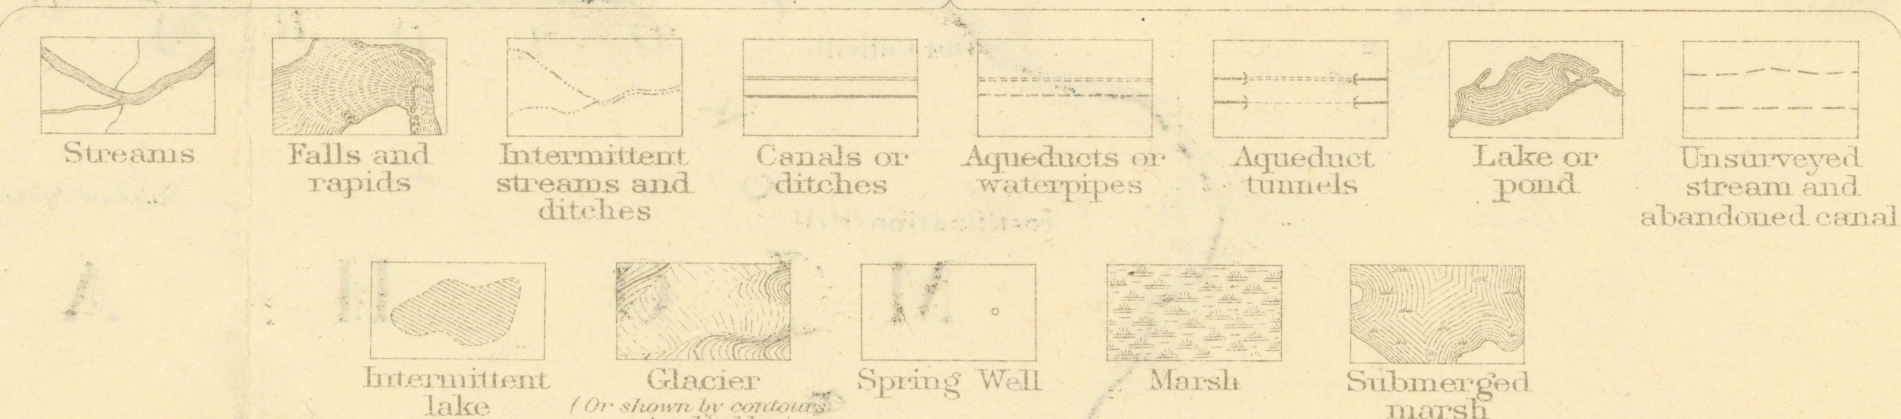 Streams
Falls and
rapids
Intermittent
streams and
ditches
Canals or
ditches
Aqueducts or
waterpipes
Aqueduct
tunnels
Lake or
pond
Unsurveyed
stream and
abandoned canal
Intermittent
lake
Glacier
(Or shown by contours
Spring Well
Marsh
Submerged
marsh